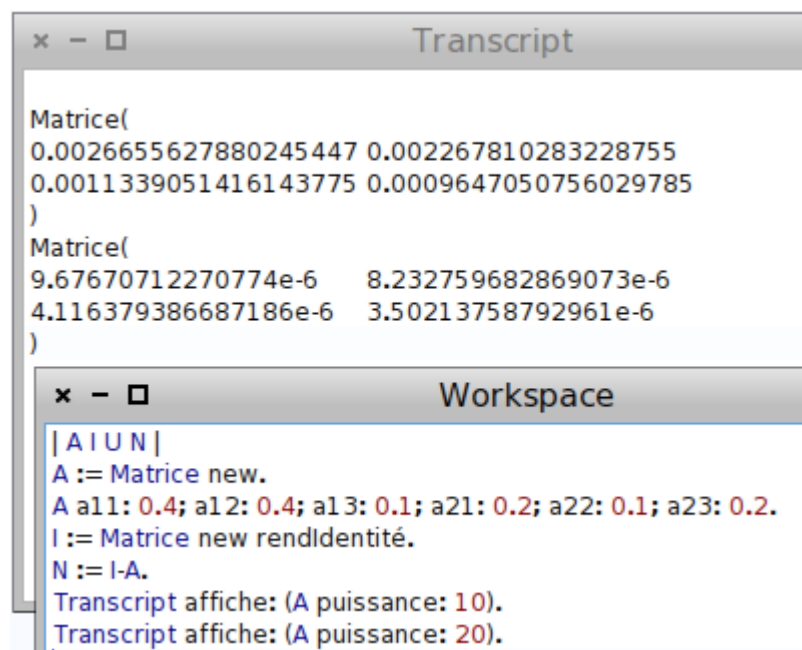 Transcript
Matrice(
0.0026655627880245447 0.002267810283228755
0.0011339051416143775 0.0009647050756029785
)
Matrice(
9.67670712270774e-6 8.232759682869073e-6
4.116379386687186e-6 3.50213758792961e-6
)
Workspace
| A I U N |
A := Matrice new.
A a11: 0.4; a12: 0.4; a13: 0.1; a21: 0.2; a22: 0.1; a23: 0.2.
I := Matrice new rendIdentité.
N := I-A.
Transcript affiche: (A puissance: 10).
Transcript affiche: (A puissance: 20).